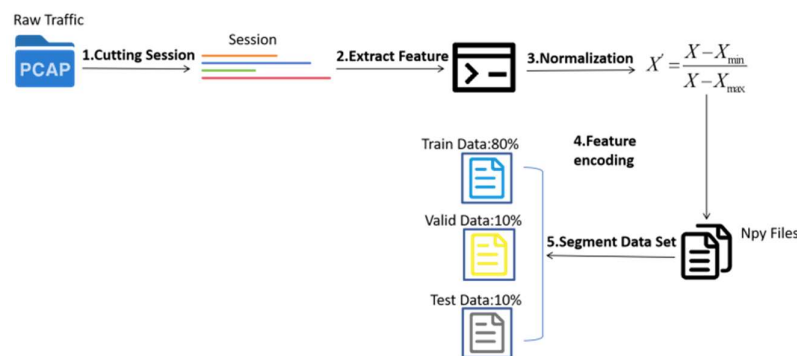 Raw Traffic
PCAP
1.Cutting Session
Session
2.Extract Feature
3.Normalization
X' = (X−Xmin)/(X−Xmax)
4.Feature
encoding
Npy Files
5.Segment Data Set
Train Data:80%
Valid Data:10%
Test Data:10%